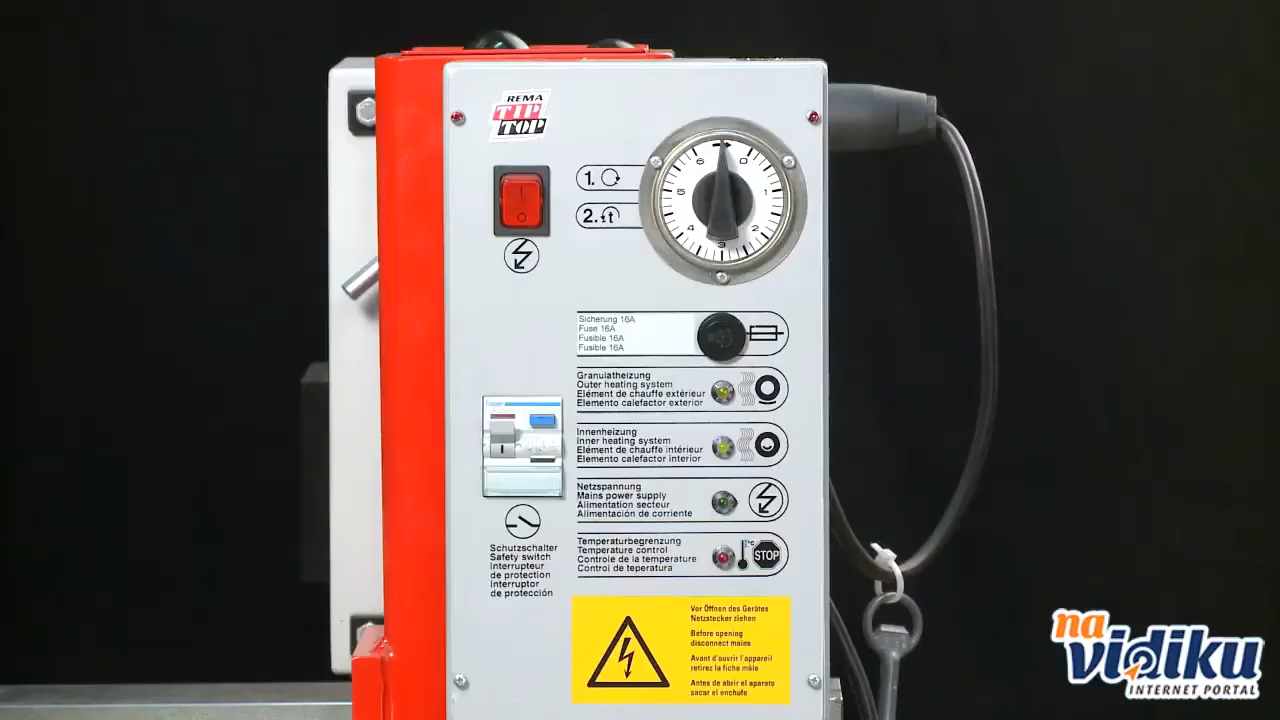 REMA
TIP
TOP
1.
2. t
0
1
2
3
4
5
6
I
O
Sicherung 16A
Fuse 16A
Fusible 16A
Fusible 16A
Granulatheizung
Outer heating system
Elément de chauffe extérieur
Elemento calefactor exterior
Innenheizung
Inner heating system
Elément de chauffe intérieur
Elemento calefactor interior
Netzspannung
Mains power supply
Alimentation secteur
Alimentación de corriente
Temperaturbegrenzung
Temperature control
Controle de la temperature
Control de teperatura
°C
STOP
Schutzschalter
Safety switch
Interrupteur
de protection
Interruptor
de protección
Vor Öffnen des Gerätes
Netzstecker ziehen
Before opening
disconnect mains
Avant d'ouvrir l'appareil
retirez la fiche mâle
Antes de abrir el aparato
sacar el enchufe
na
vidiku
INTERNET PORTAL